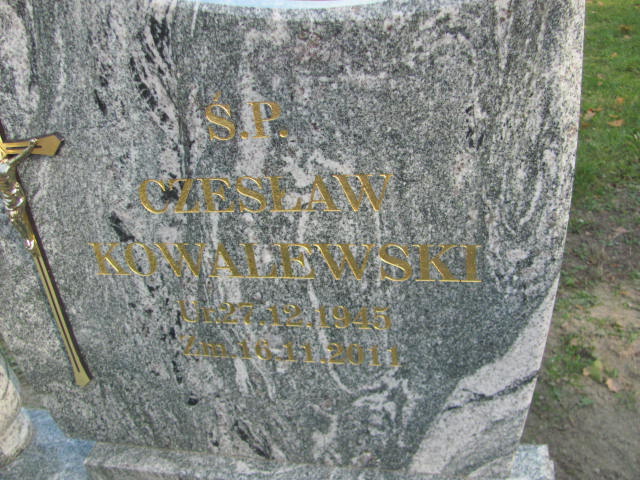 Ś.P.
CZESŁAW
KOWALEWSKI
Ur.27.12.1945
Zm.16.11.2011